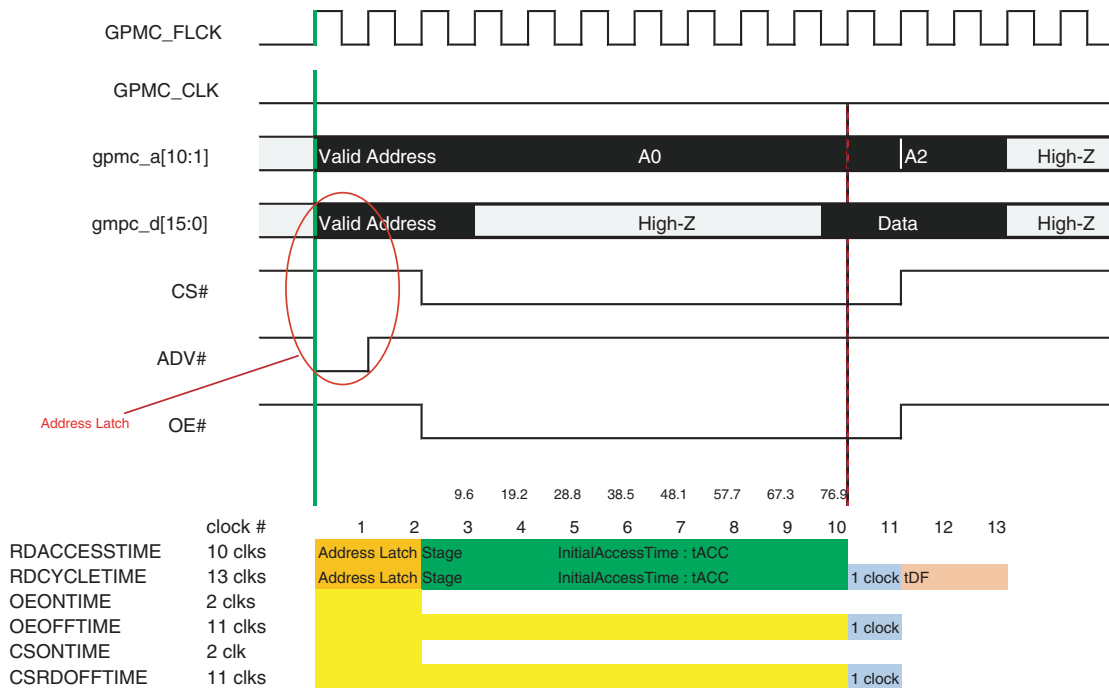 GPMC_FLCK
GPMC_CLK
gpmc_a[10:1] Valid Address A0 A2 High-Z
gmpc_d[15:0] Valid Address High-Z Data High-Z
CS#
ADV#
Address Latch
OE#
9.6 19.2 28.8 38.5 48.1 57.7 67.3 76.9
clock # 1 2 3 4 5 6 7 8 9 10 11 12 13
RDACCESSTIME 10 clks Address Latch Stage InitialAccessTime : tACC
RDCYCLETIME 13 clks Address Latch Stage InitialAccessTime : tACC 1 clock tDF
OEONTIME 2 clks
OEOFFTIME 11 clks 1 clock
CSONTIME 2 clk
CSRDOFFTIME 11 clks 1 clock